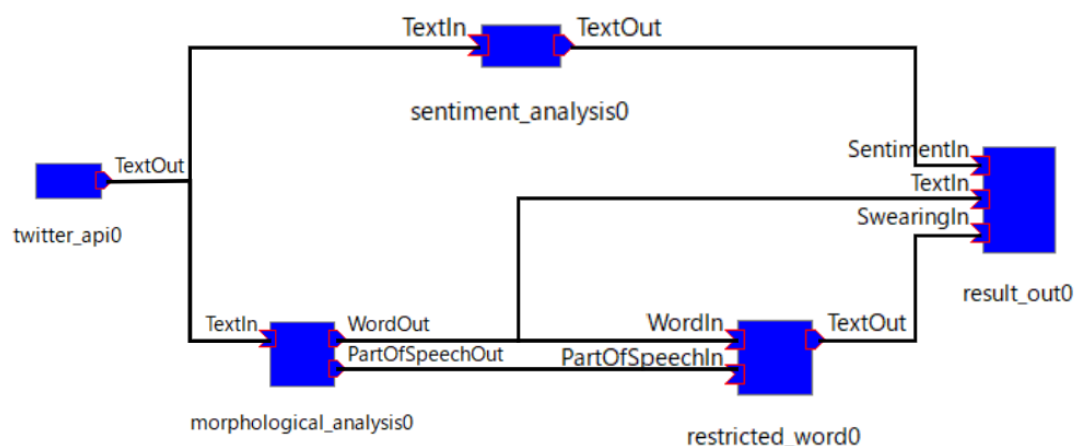 TextIn
TextOut
sentiment_analysis0
TextOut
twitter_api0
SentimentIn
TextIn
SwearingIn
result_out0
TextIn
WordOut
PartOfSpeechOut
morphological_analysis0
WordIn
PartOfSpeechIn
TextOut
restricted_word0